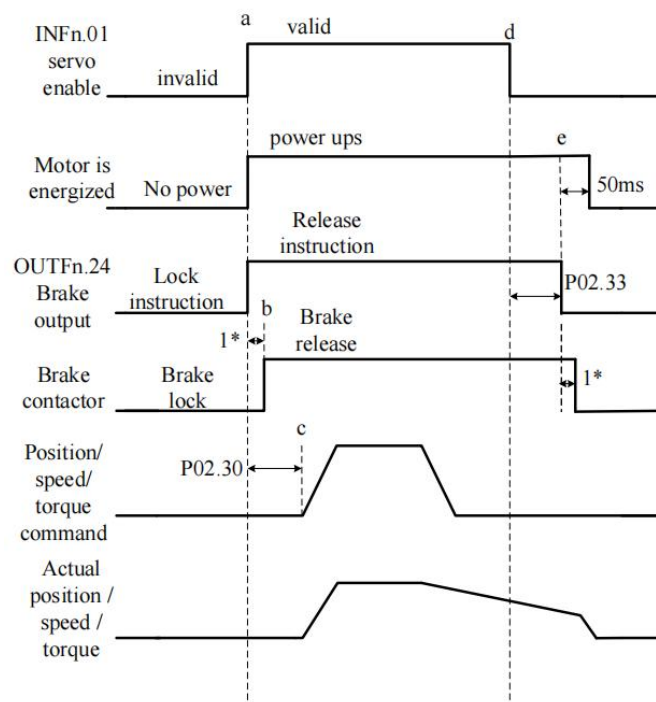 a
INFn.01
servo
enable
valid
d
invalid
power ups
e
Motor is
energized
No power
50ms
Release
instruction
OUTFn.24
Brake
output
Lock
instruction
P02.33
b
1*
Brake
release
1*
Brake
contactor
Brake
lock
c
Position/
speed/
torque
command
P02.30
Actual
position /
speed /
torque